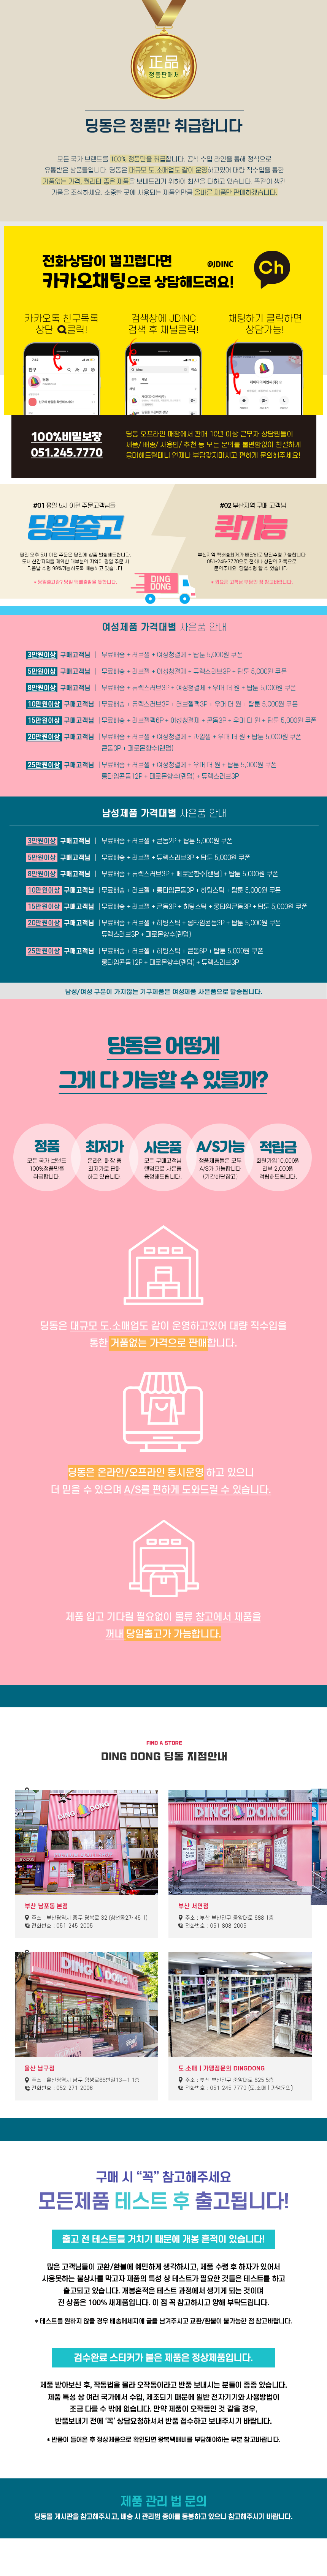 正品
정품판매처
딩동은 정품만 취급합니다
모든 국가 브랜드를 100% 정품만을 취급합니다. 공식 수입 라인을 통해 정식으로
유통받은 상품들입니다. 딩동은 대규모 도.소매업도 같이 운영하고있어 대량 직수입을 통한
거품없는 가격, 퀄리티 좋은 제품을 보내드리기 위하여 최선을 다하고 있습니다. 똑같이 생긴
가품을 조심하세요. 소중한 곳에 사용되는 제품인만큼 올바른 제품만 판매하겠습니다.
전화상담이 껄끄럽다면
@JDINC
카카오채팅으로 상담해드려요!
Ch
카카오톡 친구목록
상단 클릭!
검색창에 JDINC
검색 후 채널클릭!
채팅하기 클릭하면
상담가능!
100%비밀보장
051.245.7770
딩동 오프라인 매장에서 판매 10년 이상 근무자 상담원들이
제품/ 배송/ 사용법/ 추천 등 모든 문의를 불편함없이 친절하게
응대해드릴테니 언제나 부담갖지마시고 편하게 문의해주세요!
#01 평일 5시 이전 주문고객님들
당일출고
평일 오후 5시 이전 주문은 당일에 상품 발송해드립니다.
도서 산간지역을 제외한 대부분의 지역이 평일 주문 시
다음날 수령 99%가능하도록 배송하고 있습니다.
#02 부산지역 구매 고객님
퀵가능
부산지역 퀵배송최저가 배달비로 당일수령 가능합니다
051-245-7770으로 전화나 상단의 카톡으로
문의주세요. 당일수령 할 수 있습니다.
DING
DONG
여성제품 가격대별 사은품 안내
3만원이상 구매고객님 | 무료배송 + 러브젤 + 여성청결제 + 탑툰 5,000원 쿠폰
5만원이상 구매고객님 | 무료배송 + 러브젤 + 여성청결제 + 듀렉스러브3P + 탑툰 5,000원 쿠폰
8만원이상 구매고객님 | 무료배송 + 듀렉스러브3P + 여성청결제 + 우머 더 원 + 탑툰 5,000원 쿠폰
10만원이상 구매고객님 | 무료배송 + 듀렉스러브3P + 러브젤팩3P + 우머 더 원 + 탑툰 5,000원 쿠폰
15만원이상 구매고객님 | 무료배송 + 러브젤팩6P + 여성청결제 + 콘돔3P + 우머 더 원 + 탑툰 5,000원 쿠폰
20만원이상 구매고객님 | 무료배송 + 러브젤 + 여성청결제 + 과일젤 + 우머 더 원 + 탑툰 5,000원 쿠폰
콘돔3P + 페로몬향수(랜덤)
25만원이상 구매고객님 | 무료배송 + 러브젤 + 여성청결제 + 우머 더 원 + 탑툰 5,000원 쿠폰
롱타임콘돔12P + 페로몬향수(랜덤) + 듀렉스러브3P
남성제품 가격대별 사은품 안내
3만원이상 구매고객님 | 무료배송 + 러브젤 + 콘돔2P + 탑툰 5,000원 쿠폰
5만원이상 구매고객님 | 무료배송 + 러브젤 + 듀렉스러브3P + 탑툰 5,000원 쿠폰
8만원이상 구매고객님 | 무료배송 + 듀렉스러브3P + 페로몬향수(랜덤) + 탑툰 5,000원 쿠폰
10만원이상 구매고객님 | 무료배송 + 러브젤 + 롱타임콘돔3P + 히팅스틱 + 탑툰 5,000원 쿠폰
15만원이상 구매고객님 | 무료배송 + 러브젤 + 콘돔3P + 히팅스틱 + 롱타임콘돔3P + 탑툰 5,000원 쿠폰
20만원이상 구매고객님 | 무료배송 + 러브젤 + 히팅스틱 + 롱타임콘돔3P + 탑툰 5,000원 쿠폰
듀렉스러브3P + 페로몬향수(랜덤)
25만원이상 구매고객님 | 무료배송 + 러브젤 + 히팅스틱 + 콘돔6P + 탑툰 5,000원 쿠폰
롱타임콘돔12P + 페로몬향수(랜덤) + 듀렉스러브3P
남성/여성 구분이 가지않는 기구제품은 여성제품 사은품으로 발송됩니다.
딩동은 어떻게
그게 다 가능할 수 있을까?
정품
모든 국가 브랜드
100%정품만을
취급합니다.
최저가
온라인 매장 중
최저가로 판매
하고 있습니다.
사은품
모든 구매고객님
랜덤으로 사은품
증정해드립니다.
A/S가능
정품제품들은 모두
A/S가 가능합니다
(기간하단참고)
적립금
회원가입10,000원
리뷰 2,000원
적립해드립니다.
딩동은 대규모 도.소매업도 같이 운영하고있어 대량 직수입을
통한 거품없는 가격으로 판매합니다.
딩동은 온라인/오프라인 동시운영 하고 있으니
더 믿을 수 있으며 A/S를 편하게 도와드릴 수 있습니다.
제품 입고 기다릴 필요없이 물류 창고에서 제품을
꺼내 당일출고가 가능합니다.
FIND A STORE
DING DONG 딩동 지점안내
DING DONG
DING DONG
부산 남포동 본점
주소 : 부산광역시 중구 광복로 32 (창선동2가 45-1)
전화번호 : 051-245-2005
부산 서면점
주소 : 부산 부산진구 중앙대로 688 1층
전화번호 : 051-808-2005
DING DONG
울산 남구점
주소 : 울산광역시 남구 왕생로66번길 13-1 1층
전화번호 : 052-271-2006
도.소매 | 가맹점문의 DINGDONG
주소 : 부산 부산진구 중앙대로 625 5층
전화번호 : 051-245-7770 (도.소매 | 가맹문의)
구매 시 “꼭” 참고해주세요
모든제품 테스트 후 출고됩니다!
출고 전 테스트를 거치기 때문에 개봉 흔적이 있습니다!
많은 고객님들이 교환/환불에 예민하게 생각하시고, 제품 수령 후 하자가 있어서
사용못하는 불상사를 막고자 제품의 특성 상 테스트가 필요한 것들은 테스트를 하고
출고되고 있습니다. 개봉흔적은 테스트 과정에서 생기게 되는 것이며
전 상품은 100% 새제품입니다. 이 점 꼭 참고하시고 양해 부탁드립니다.
* 테스트를 원하지 않을 경우 배송메세지에 글을 남겨주시고 교환/환불이 불가능한 점 참고바랍니다.
검수완료 스티커가 붙은 제품은 정상제품입니다.
제품 받아보신 후, 작동법을 몰라 오작동이라고 반품 보내시는 분들이 종종 있습니다.
제품 특성 상 여러 국가에서 수입, 제조되기 때문에 일반 전자기기와 사용방법이
조금 다를 수 밖에 없습니다. 만약 제품이 오작동인 것 같을 경우,
반품보내기 전에 ‘꼭’ 상담요청하셔서 반품 접수하고 보내주시기 바랍니다.
* 반품이 들어온 후 정상제품으로 확인되면 왕복택배비를 부담해야하는 부분 참고바랍니다.
제품 관리 법 문의
딩동몰 게시판을 참고해주시고, 배송 시 관리법 종이를 동봉하고 있으니 참고해주시기 바랍니다.